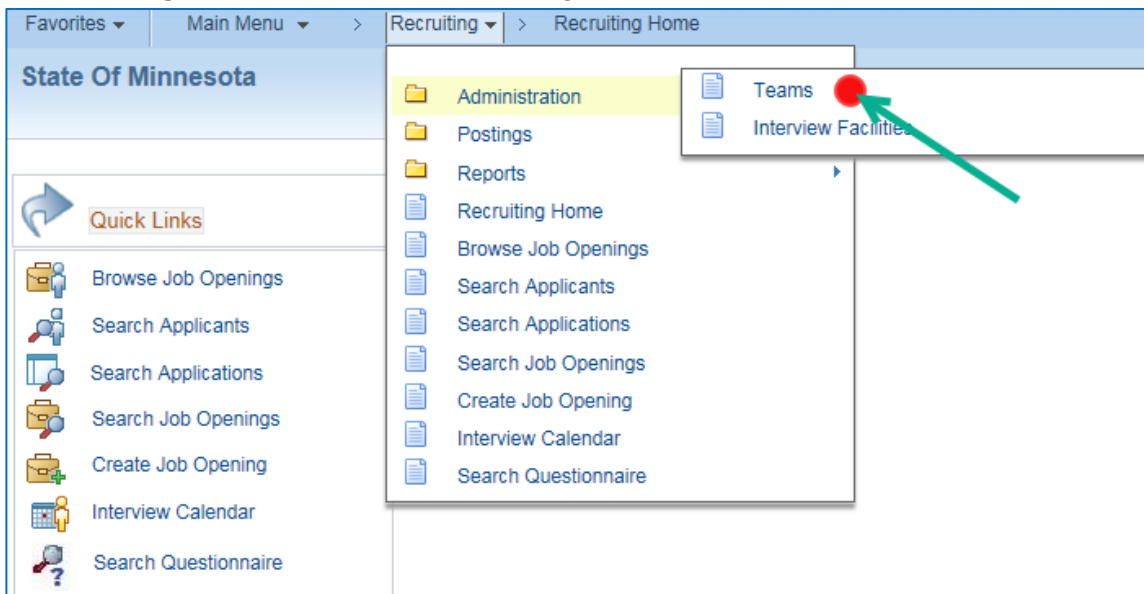 Favorites Main Menu > Recruiting > Recruiting Home
State Of Minnesota
Administration
Postings
Reports
Recruiting Home
Browse Job Openings
Search Applicants
Search Applications
Search Job Openings
Create Job Opening
Interview Calendar
Search Questionnaire
Teams
Interview Facilities
Quick Links
Browse Job Openings
Search Applicants
Search Applications
Search Job Openings
Create Job Opening
Interview Calendar
Search Questionnaire